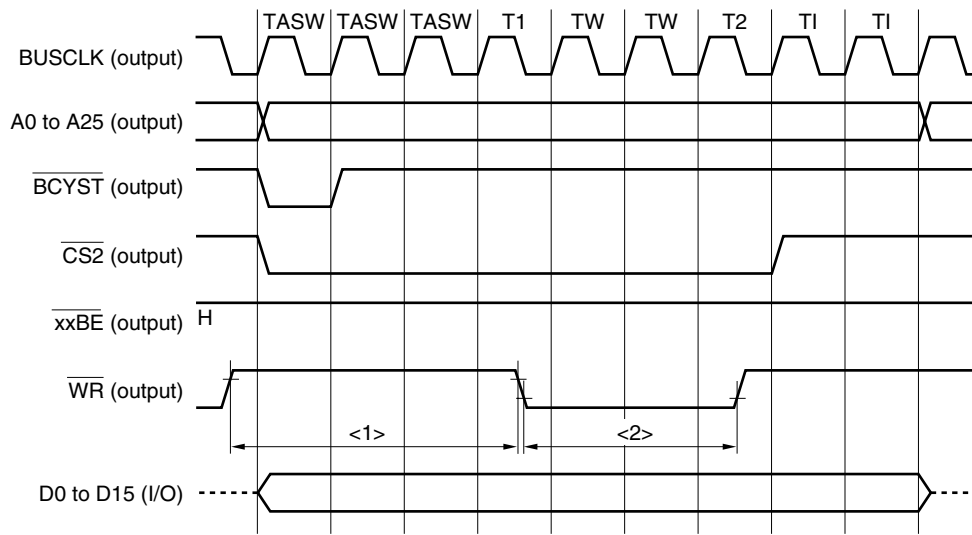 TASW TASW TASW T1 TW TW T2 TI TI
BUSCLK (output)
A0 to A25 (output)
BCYST (output)
CS2 (output)
xxBE (output) H
WR (output)
<1> <2>
D0 to D15 (I/O)